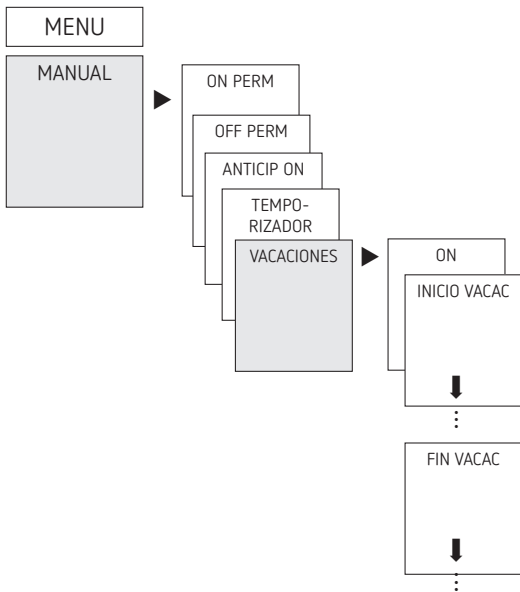 MENU
MANUAL
ON PERM
OFF PERM
ANTICIP ON
TEMPO-
RIZADOR
VACACIONES
ON
INICIO VACAC
FIN VACAC